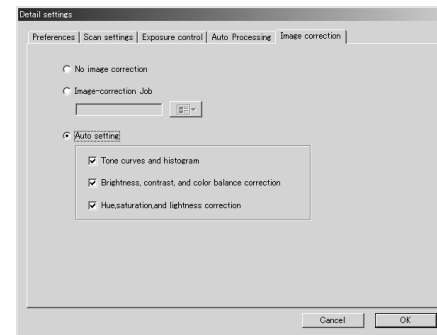 Detail settings
Preferences Scan settings Exposure control Auto Processing Image correction
No image correction
Image-correction Job
Auto setting
Tone curves and histogram
Brightness, contrast, and color balance correction
Hue,saturation,and lightness correction
Cancel OK